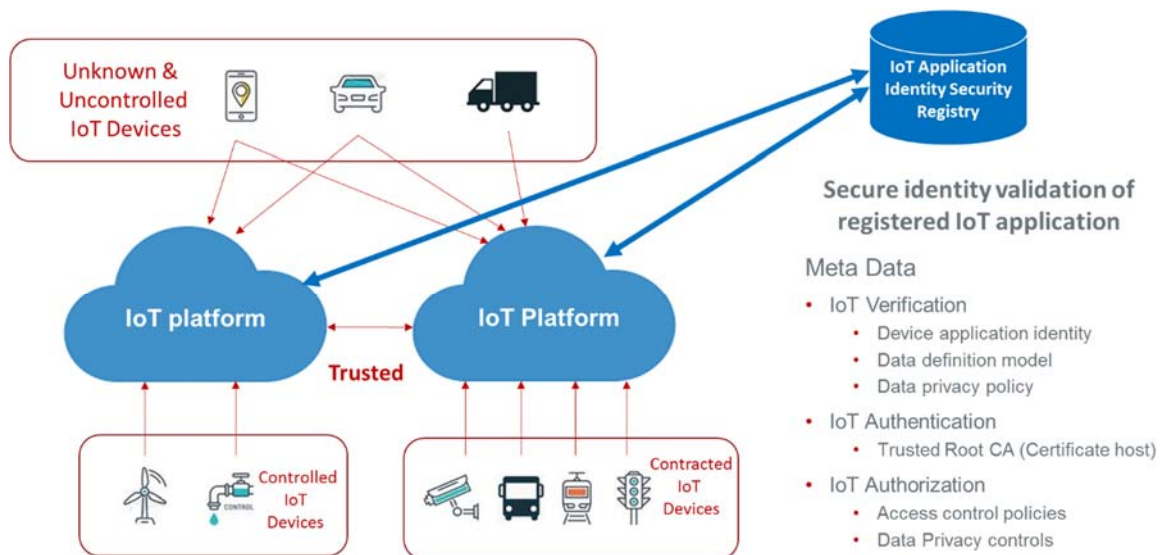 Unknown &
Uncontrolled
IoT Devices
IoT Application
Identity Security
Registry
Secure identity validation of
registered IoT application
Meta Data
• IoT Verification
• Device application identity
• Data definition model
• Data privacy policy
• IoT Authentication
• Trusted Root CA (Certificate host)
• IoT Authorization
• Access control policies
• Data Privacy controls
IoT platform
IoT Platform
Trusted
CONTROL
Controlled
IoT
Devices
Contracted
IoT
Devices